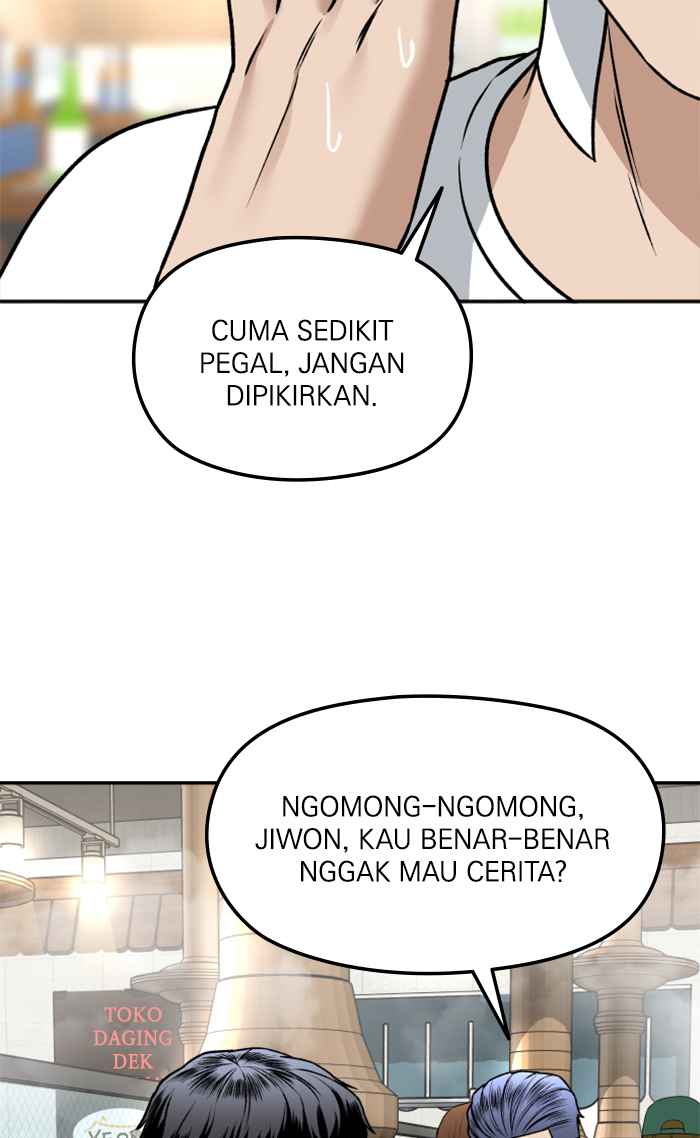 CUMA SEDIKIT
PEGAL, JANGAN
DIPIKIRKAN.
NGOMONG-NGOMONG,
JIWON, KAU BENAR-BENAR
NGGAK MAU CERITA?
TOKO
DAGING
DEK